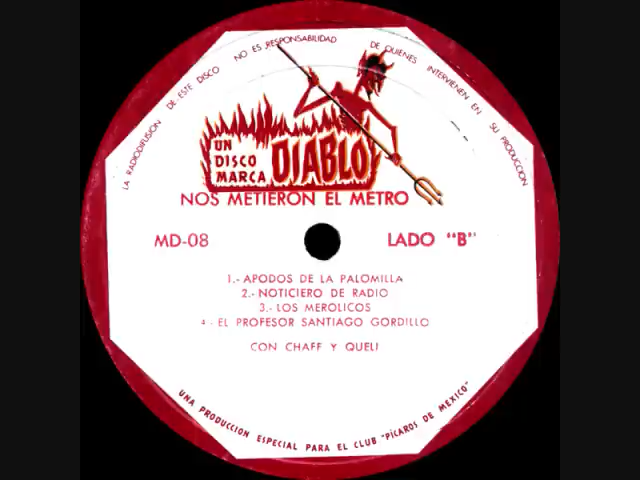 LA RADIODIFUSION DE ESTE DISCO NO ES RESPONSABILIDAD DE QUIENES INTERVIENEN EN SU PRODUCCION
UN
DISCO
MARCA
DIABLO
NOS METIERON EL METRO
MD-08
LADO "B"
1.- APODOS DE LA PALOMILLA
2.- NOTICIERO DE RADIO
3.- LOS MEROLICOS
4.- EL PROFESOR SANTIAGO GORDILLO
CON CHAFF Y QUELI
UNA PRODUCCION ESPECIAL PARA EL CLUB "PICAROS DE MEXICO"